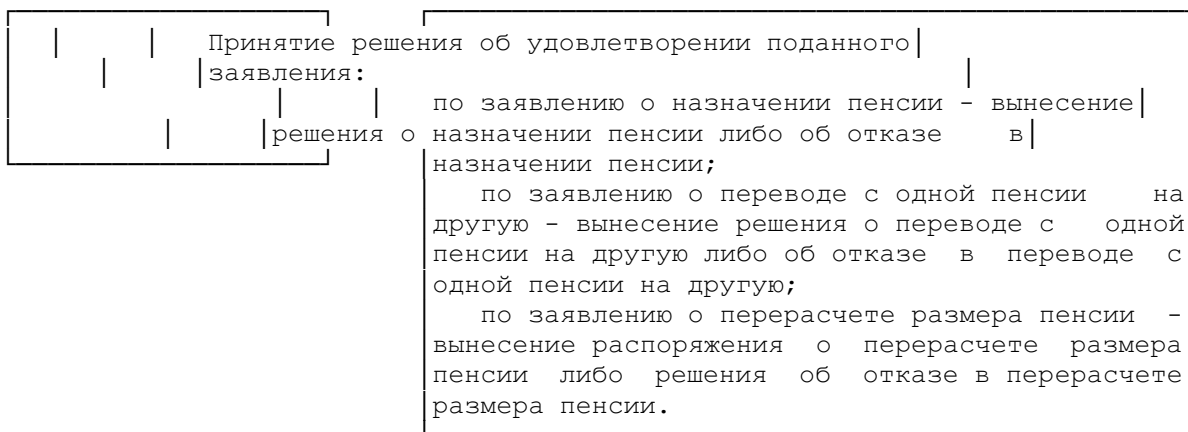 Принятие решения об удовлетворении поданного
заявления:
по заявлению о назначении пенсии - вынесение
решения о назначении пенсии либо об отказе в
назначении пенсии;
по заявлению о переводе с одной пенсии на
другую - вынесение решения о переводе с одной
пенсии на другую либо об отказе в переводе с
одной пенсии на другую;
по заявлению о перерасчете размера пенсии -
вынесение распоряжения о перерасчете размера
пенсии либо решения об отказе в перерасчете
размера пенсии.